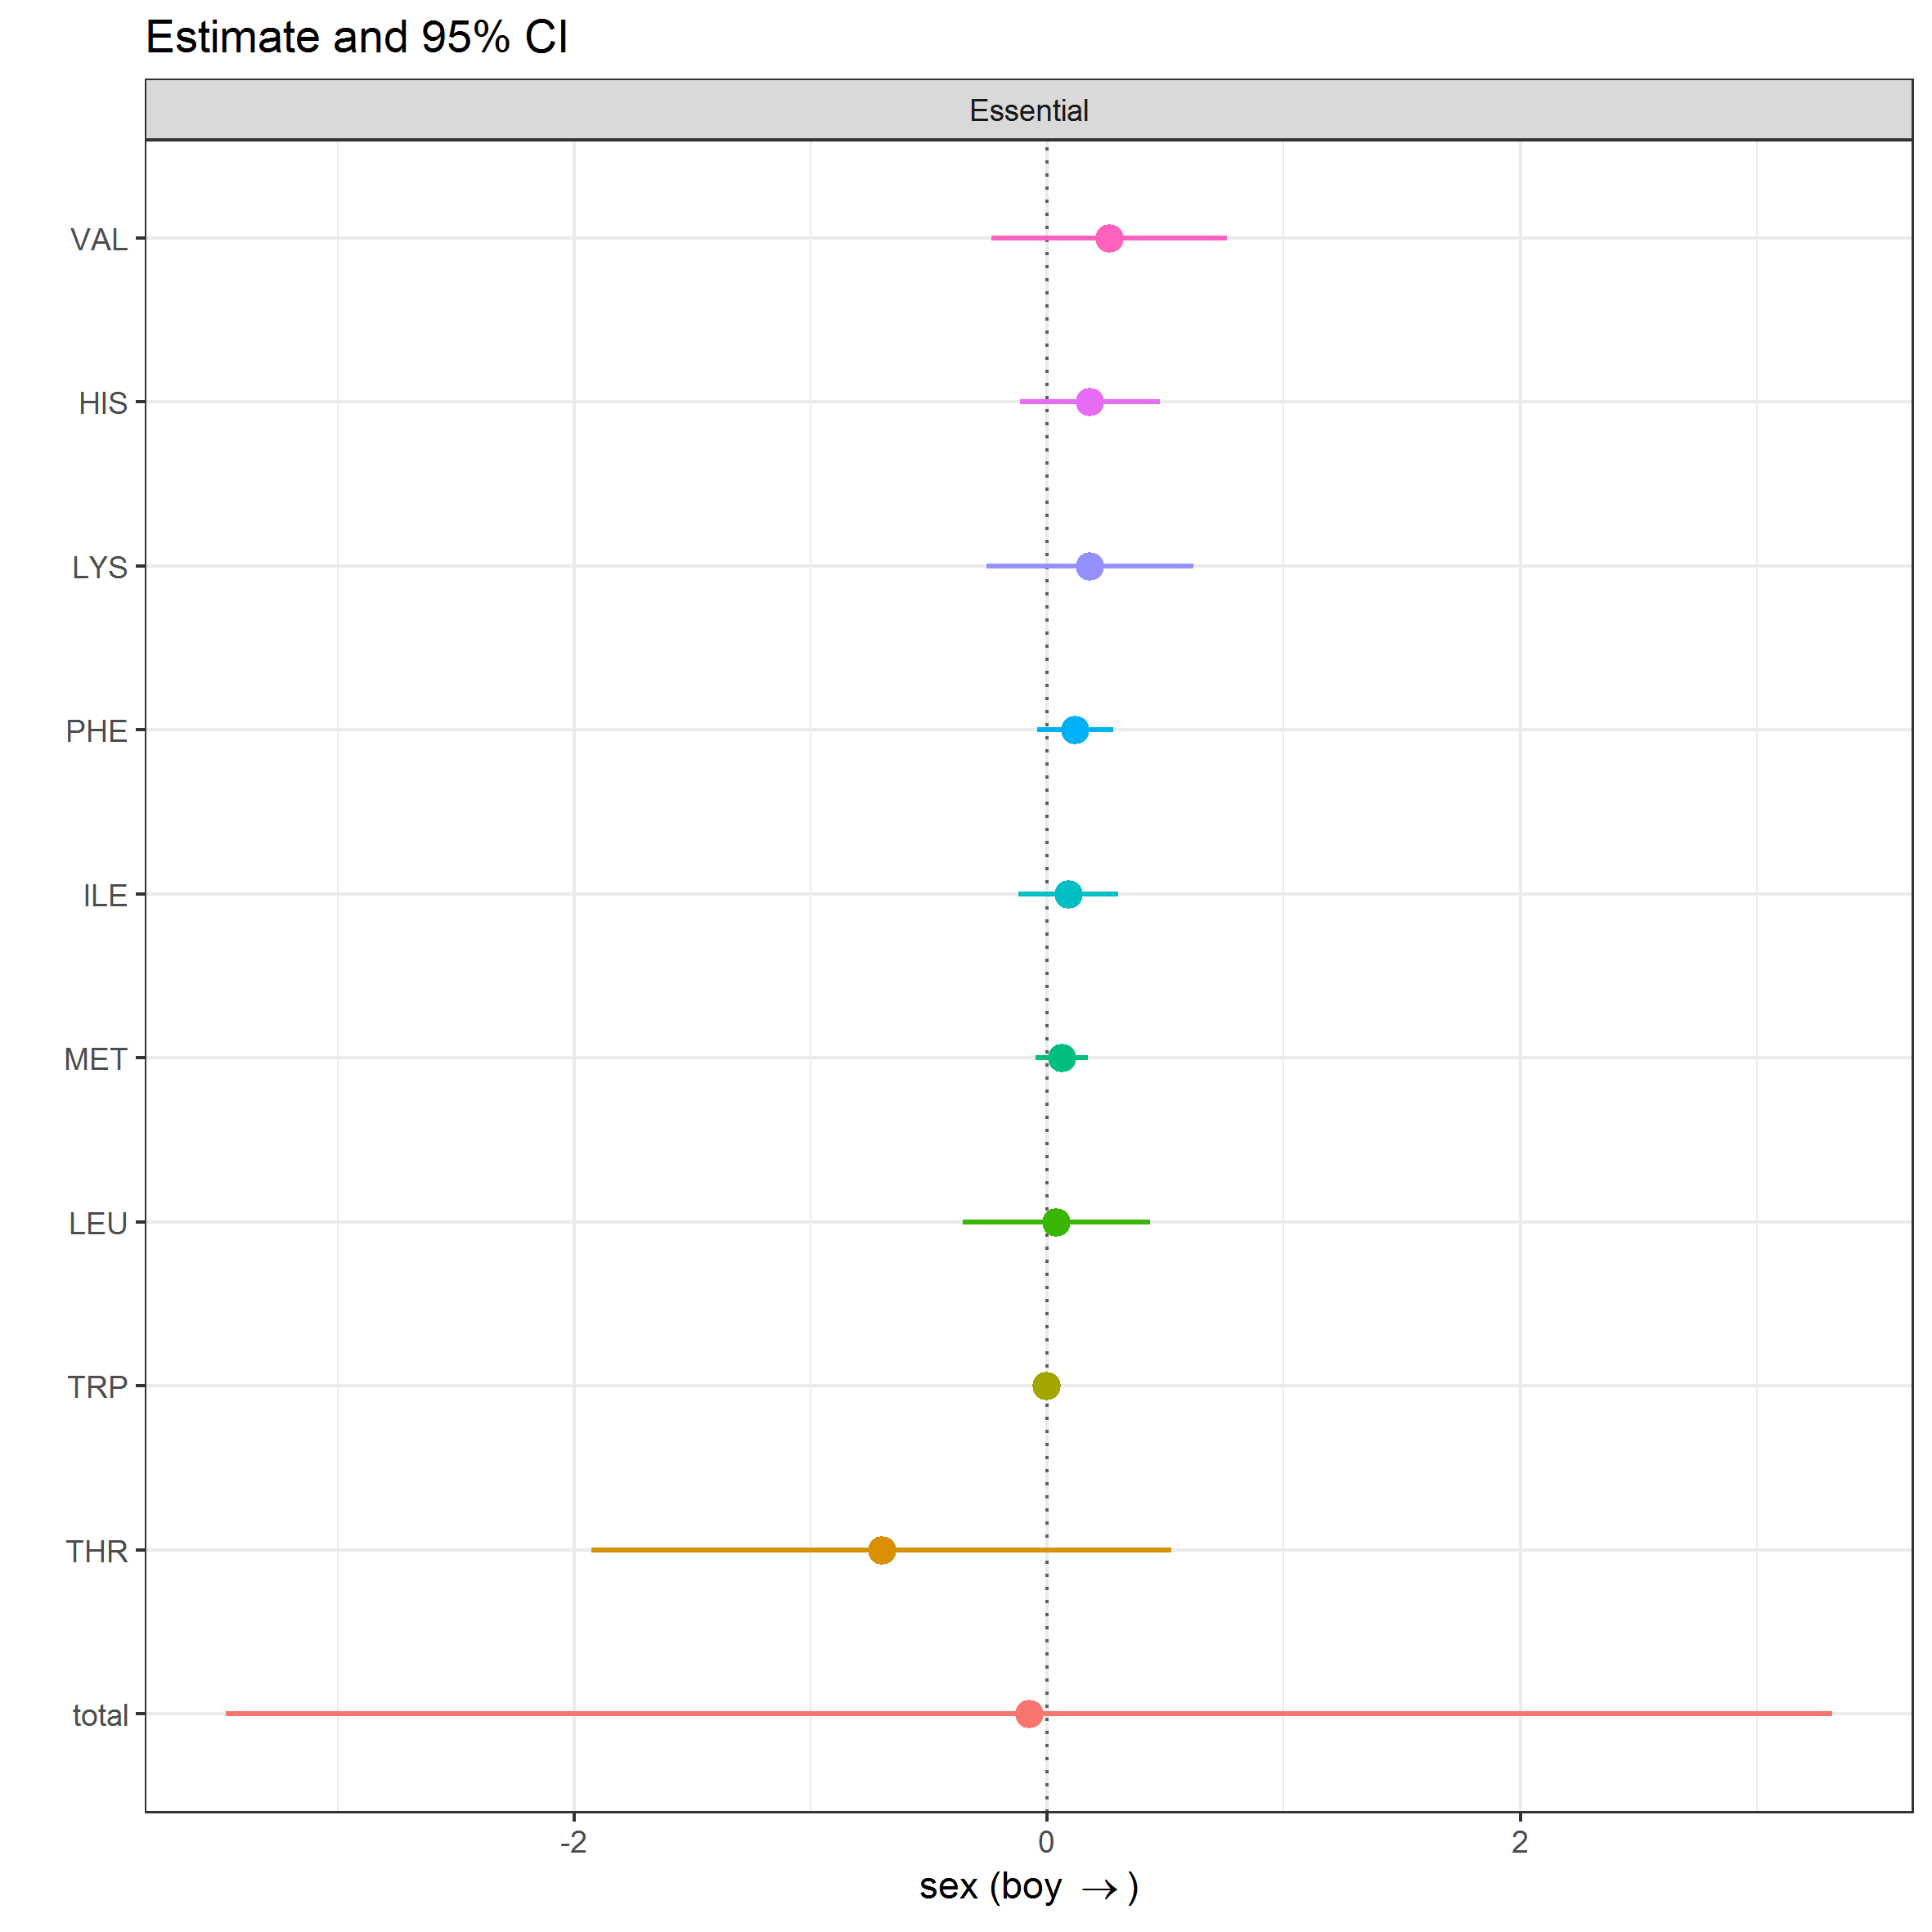 Estimate and 95% CI
Essential
VAL
HIS
LYS
PHE
ILE
MET
LEU
TRP
THR
total
-2 0 2
sex (boy → )